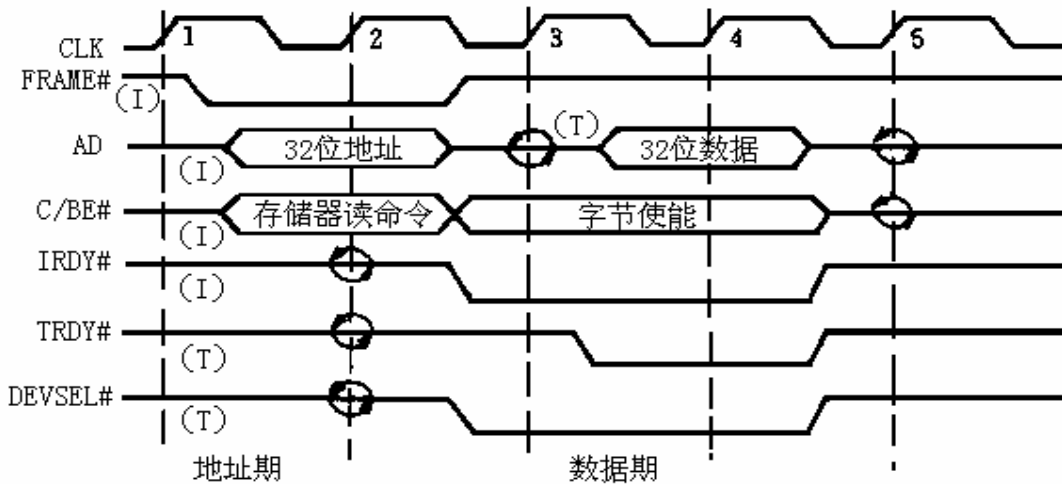 CLK 1 2 3 4 5
FRAME#
(I)
AD (I) 32位地址 (T) 32位数据
C/BE# (I) 存储器读命令 字节使能
IRDY#
(I)
TRDY#
(T)
DEVSEL#
(T)
地址期 数据期